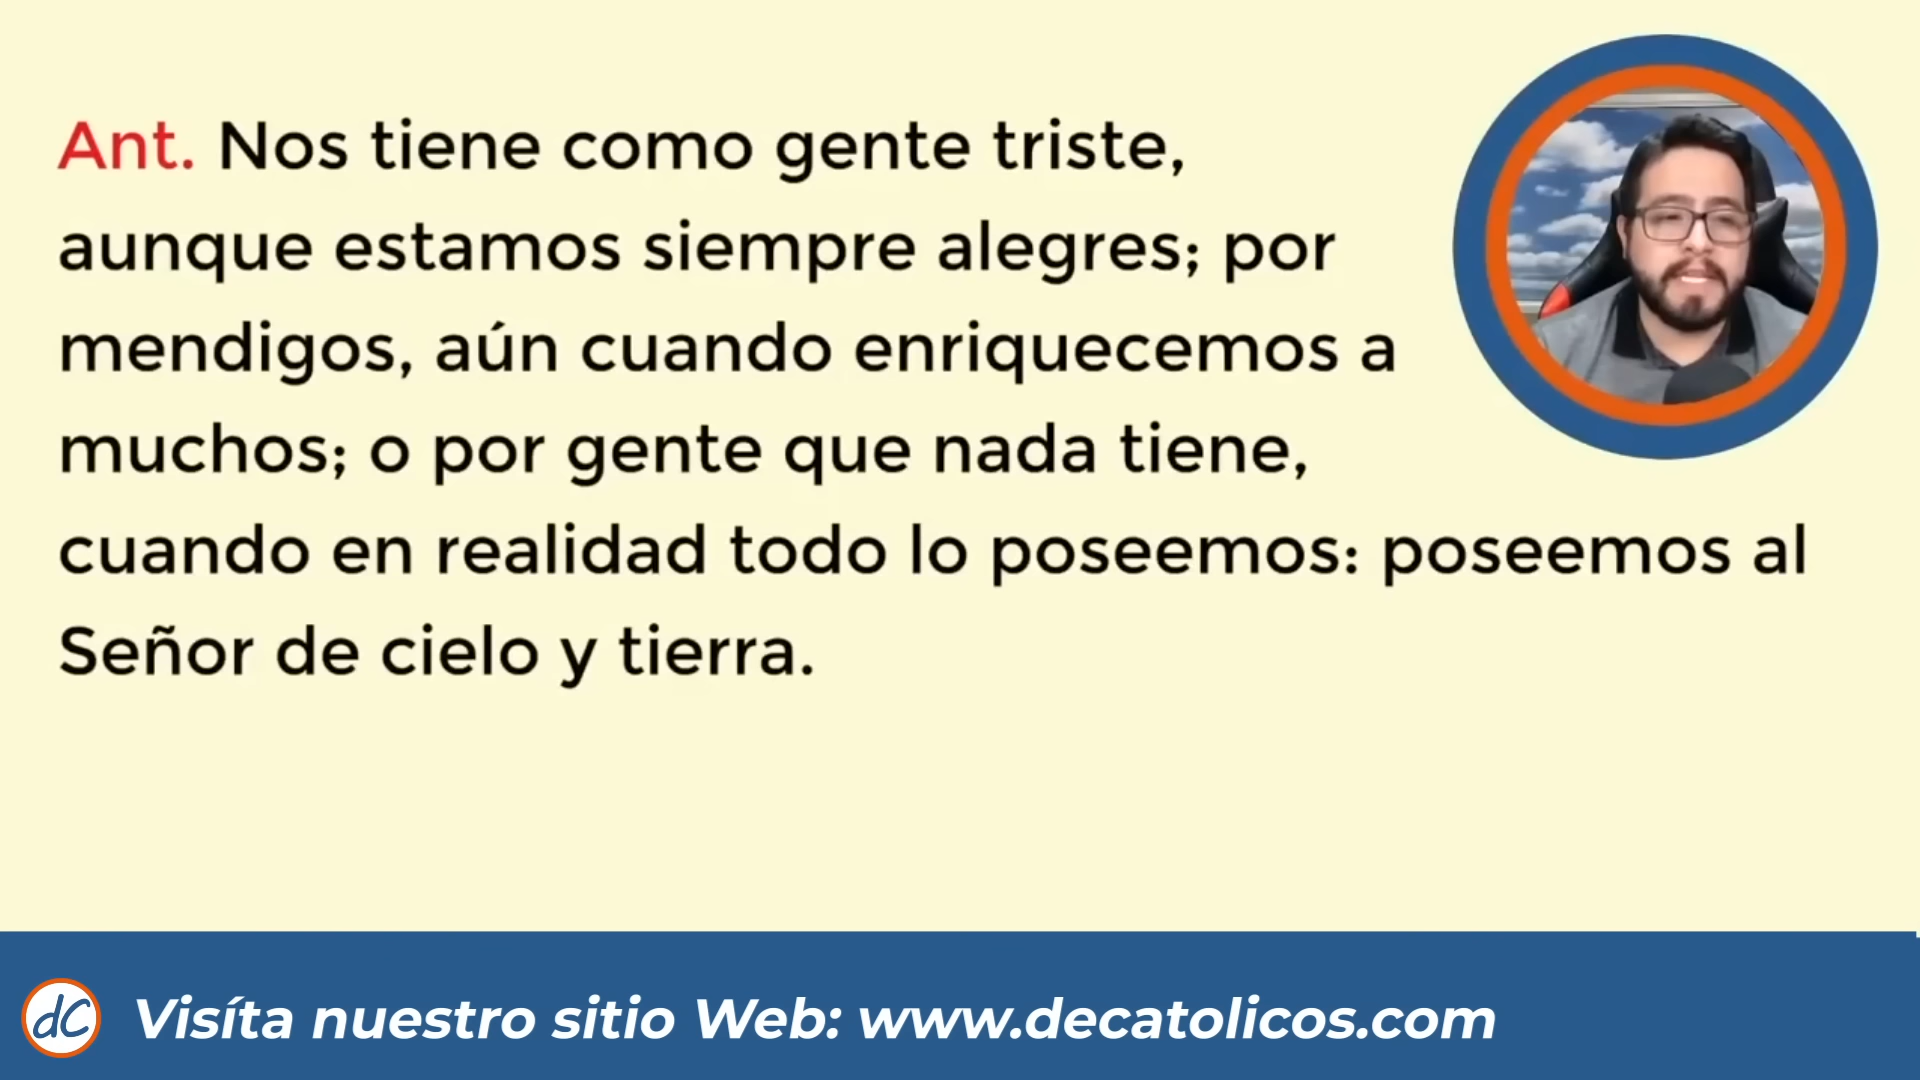 Ant. Nos tiene como gente triste,
aunque estamos siempre alegres; por
mendigos, aún cuando enriquecemos a
muchos; o por gente que nada tiene,
cuando en realidad todo lo poseemos: poseemos al
Señor de cielo y tierra.
dC Visíta nuestro sitio Web: www.decatolicos.com